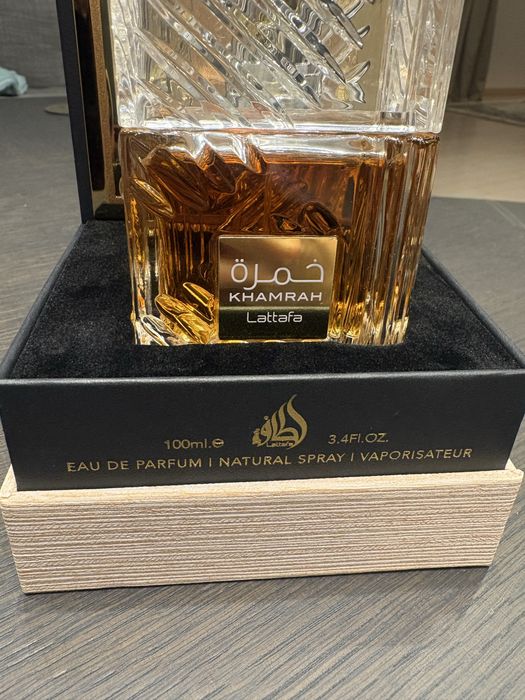 خمرة
KHAMRAH
Lattafa
لطافة
Lattafa
100ml.e 3.4FL.OZ.
EAU DE PARFUM | NATURAL SPRAY | VAPORISATEUR